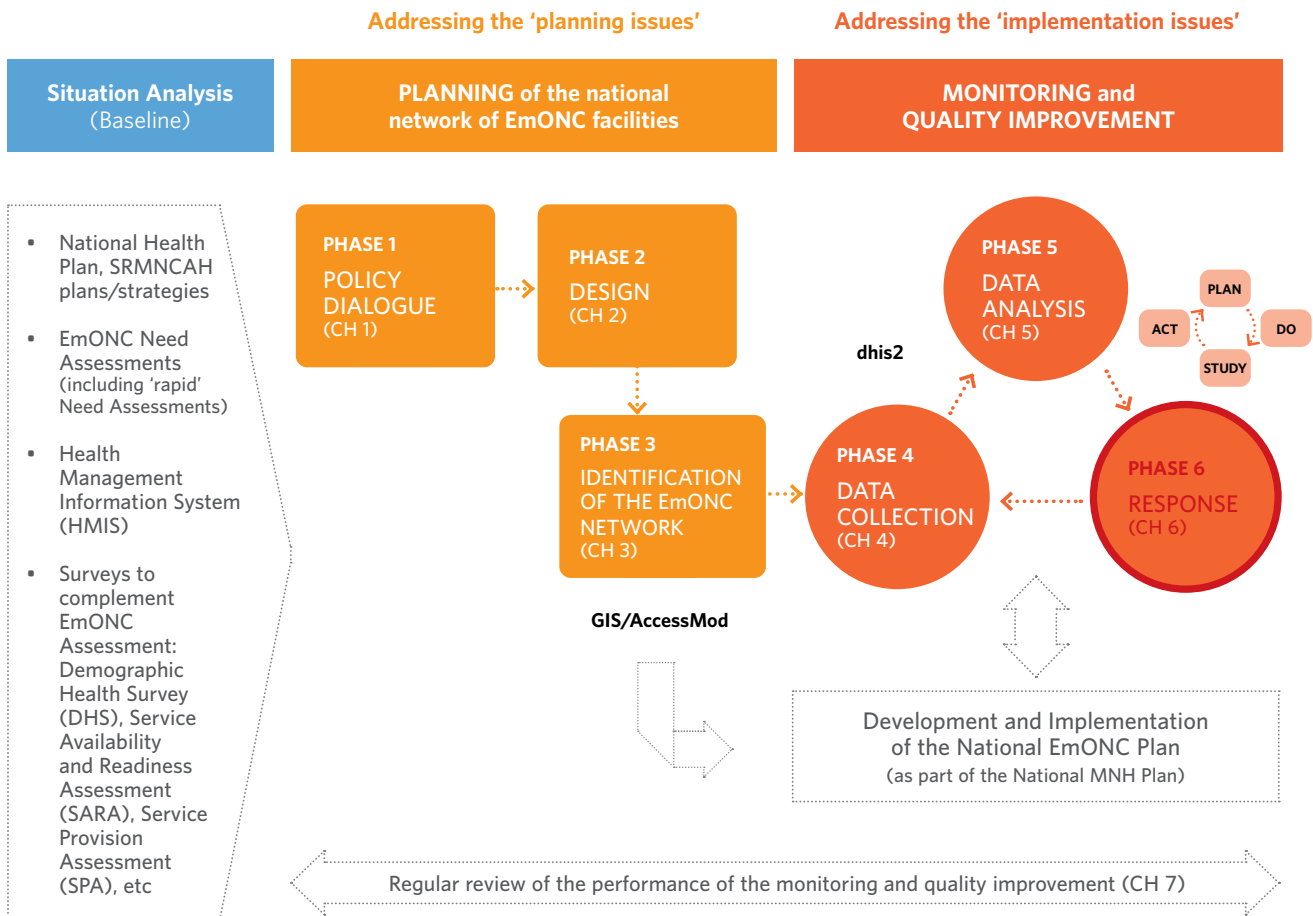 Addressing the ‘planning issues’
Addressing the ‘implementation issues’
Situation Analysis
(Baseline)
PLANNING of the national
network of EmONC facilities
MONITORING and
QUALITY IMPROVEMENT
▪ National Health
Plan, SRMNCAH
plans/strategies
▪ EmONC Need
Assessments
(including ‘rapid’
Need Assessments)
▪ Health
Management
Information System
(HMIS)
▪ Surveys to
complement
EmONC
Assessment:
Demographic
Health Survey
(DHS), Service
Availability
and Readiness
Assessment
(SARA), Service
Provision
Assessment
(SPA), etc
PHASE 1
POLICY
DIALOGUE
(CH 1)
PHASE 2
DESIGN
(CH 2)
PHASE 3
IDENTIFICATION
OF THE EmONC
NETWORK
(CH 3)
GIS/AccessMod
PHASE 4
DATA
COLLECTION
(CH 4)
dhis2
PHASE 5
DATA
ANALYSIS
(CH 5)
PLAN
DO
STUDY
ACT
PHASE 6
RESPONSE
(CH 6)
Development and Implementation
of the National EmONC Plan
(as part of the National MNH Plan)
Regular review of the performance of the monitoring and quality improvement (CH 7)